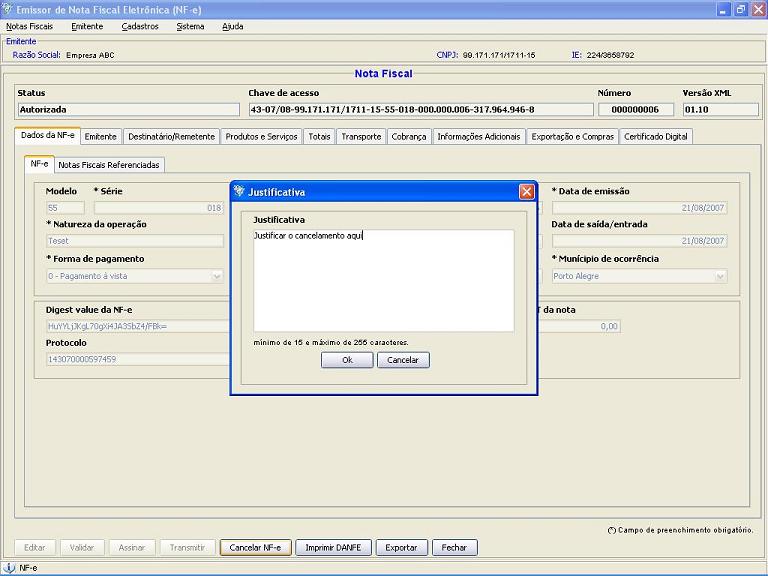 Emissor de Nota Fiscal Eletrônica (NF-e)
Notas Fiscais Emitente Cadastros Sistema Ajuda
Emitente
Razão Social: Empresa ABC CNPJ: 99.171.171/1711-15 IE: 224/3658792
Nota Fiscal
Status Chave de acesso Número Versão XML
Autorizada 43-07/08-99.171.171/1711-15-55-018-000.000.006-317.964.946-8 000000006 01.10
Dados da NF-e Emitente Destinatário/Remetente Produtos e Serviços Totais Transporte Cobrança Informações Adicionais Exportação e Compras Certificado Digital
NF-e Notas Fiscais Referenciadas
Modelo * Série * Data de emissão
55 018 21/08/2007
* Natureza da operação Data de saída/entrada
Teset 21/08/2007
* Forma de pagamento * Município de ocorrência
0 - Pagamento à vista Porto Alegre
Digest value da NF-e da nota
HuYYLjJKgL70gXi4JA3SbZ4/FBk= 0,00
Protocolo
143070000597459
Justificativa
Justificativa
Justificar o cancelamento aqui
mínimo de 15 e máximo de 255 caracteres.
Ok Cancelar
(*) Campo de preenchimento obrigatório.
Editar Validar Assinar Transmitir Cancelar NF-e Imprimir DANFE Exportar Fechar
NF-e